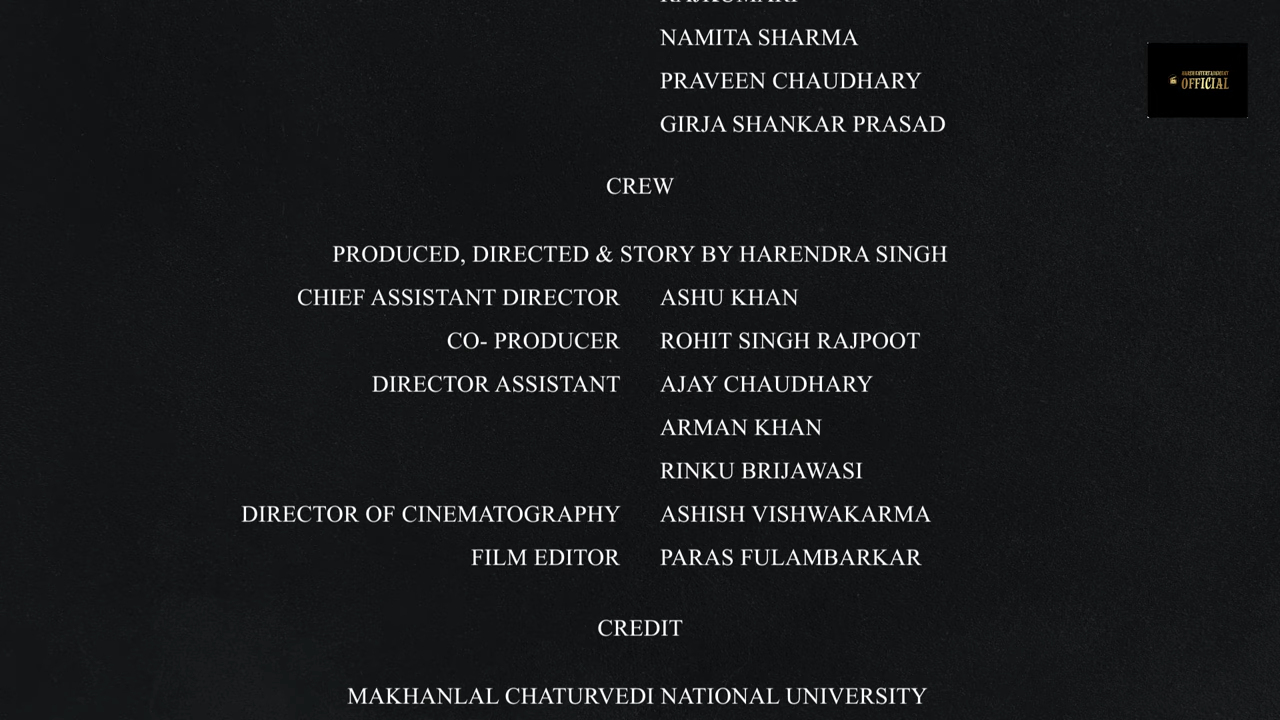 RAJKUMARI
NAMITA SHARMA
PRAVEEN CHAUDHARY
GIRJA SHANKAR PRASAD
OFFICIAL
CREW
PRODUCED, DIRECTED & STORY BY HARENDRA SINGH
CHIEF ASSISTANT DIRECTOR ASHU KHAN
CO- PRODUCER ROHIT SINGH RAJPOOT
DIRECTOR ASSISTANT AJAY CHAUDHARY
ARMAN KHAN
RINKU BRIJAWASI
DIRECTOR OF CINEMATOGRAPHY ASHISH VISHWAKARMA
FILM EDITOR PARAS FULAMBARKAR
CREDIT
MAKHANLAL CHATURVEDI NATIONAL UNIVERSITY